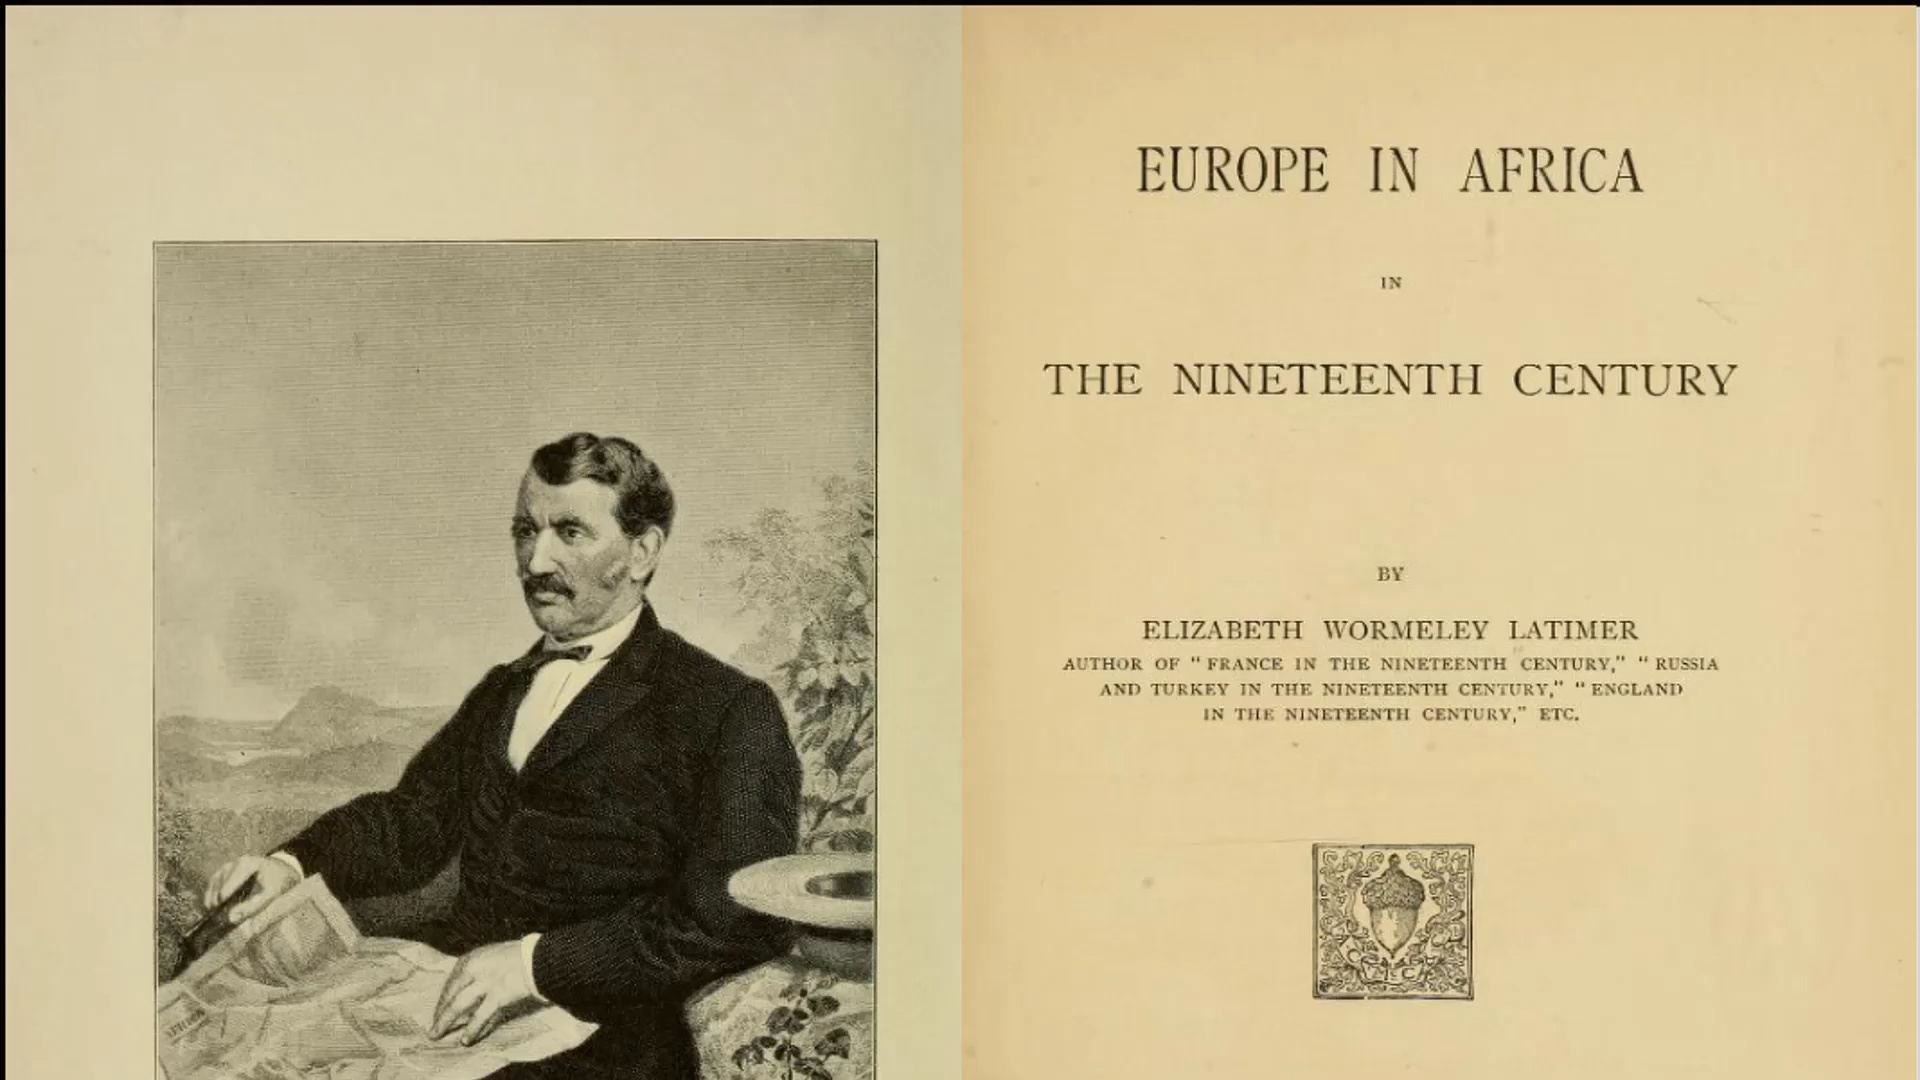 EUROPE IN AFRICA
IN
THE NINETEENTH CENTURY
BY
ELIZABETH WORMELEY LATIMER
AUTHOR OF "FRANCE IN THE NINETEENTH CENTURY," "RUSSIA
AND TURKEY IN THE NINETEENTH CENTURY," "ENGLAND
IN THE NINETEENTH CENTURY," ETC.